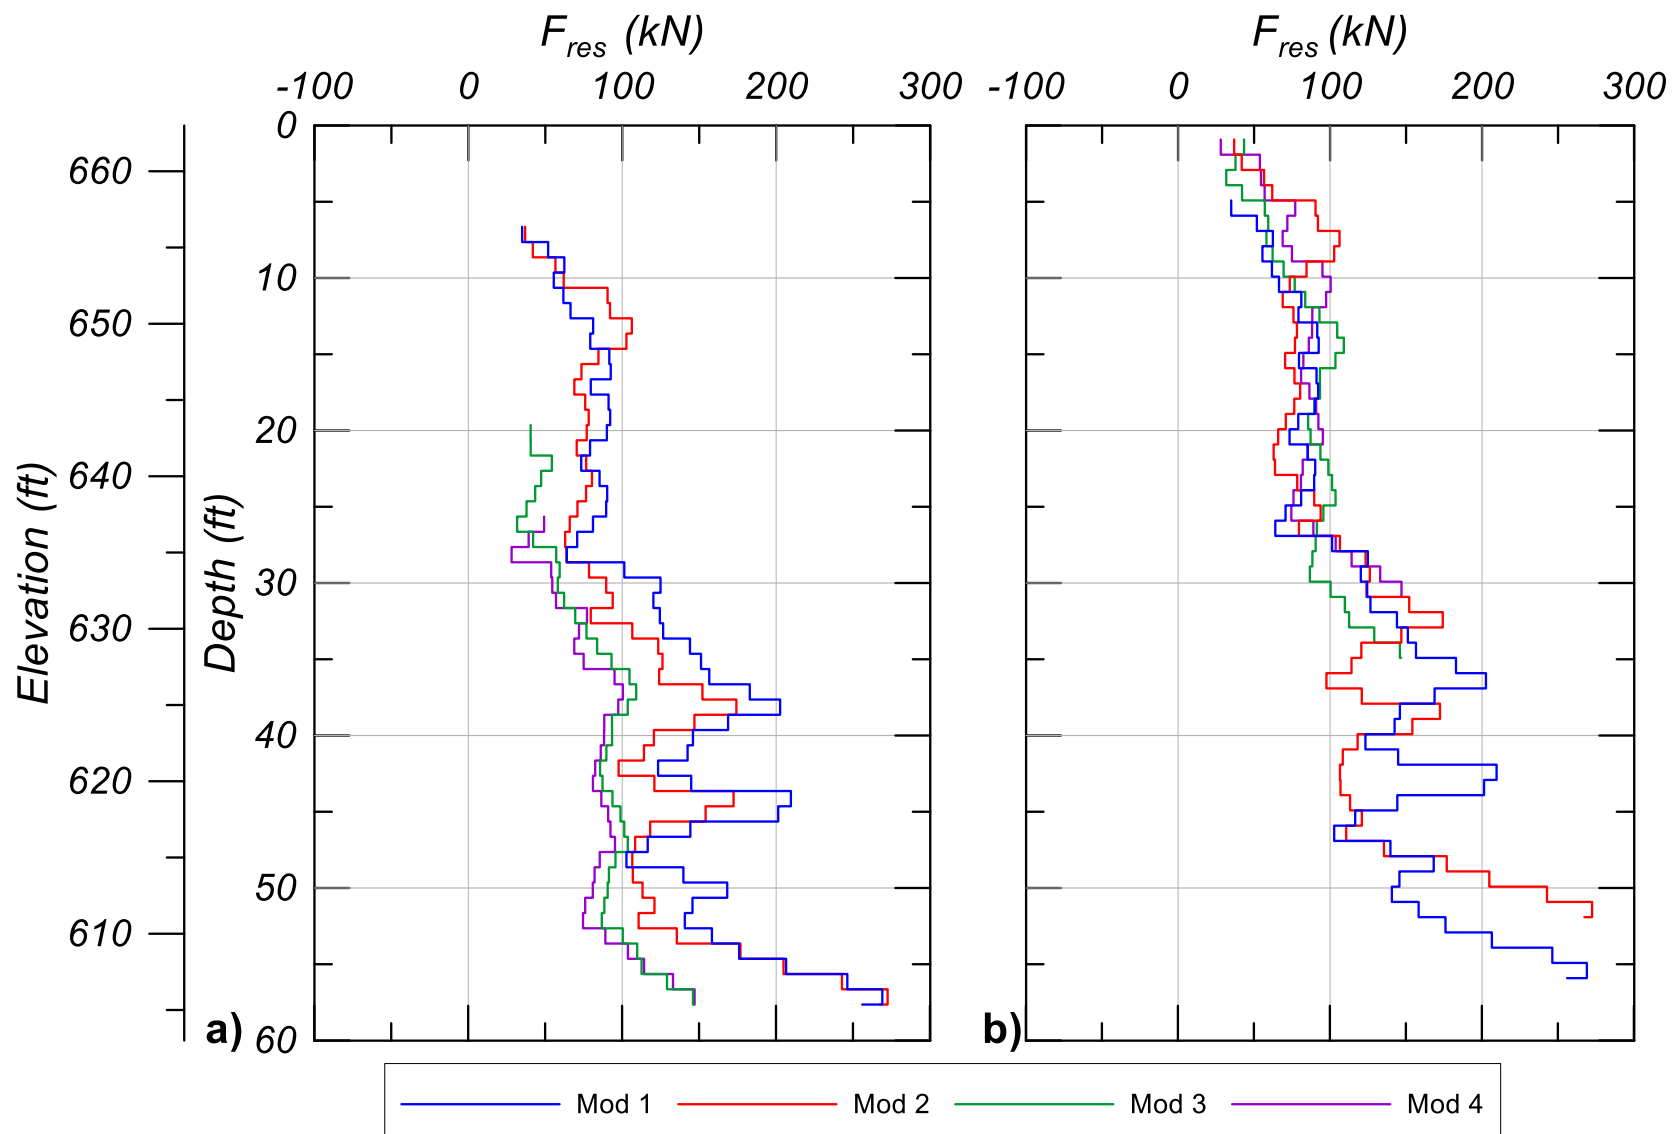 F_res (kN) F_res (kN)
-100 0 100 200 300 -100 0 100 200 300
0
660
10
650
20
640
30
630
40
620
50
610
60
Elevation (ft)
Depth (ft)
a) b)
Mod 1 Mod 2 Mod 3 Mod 4